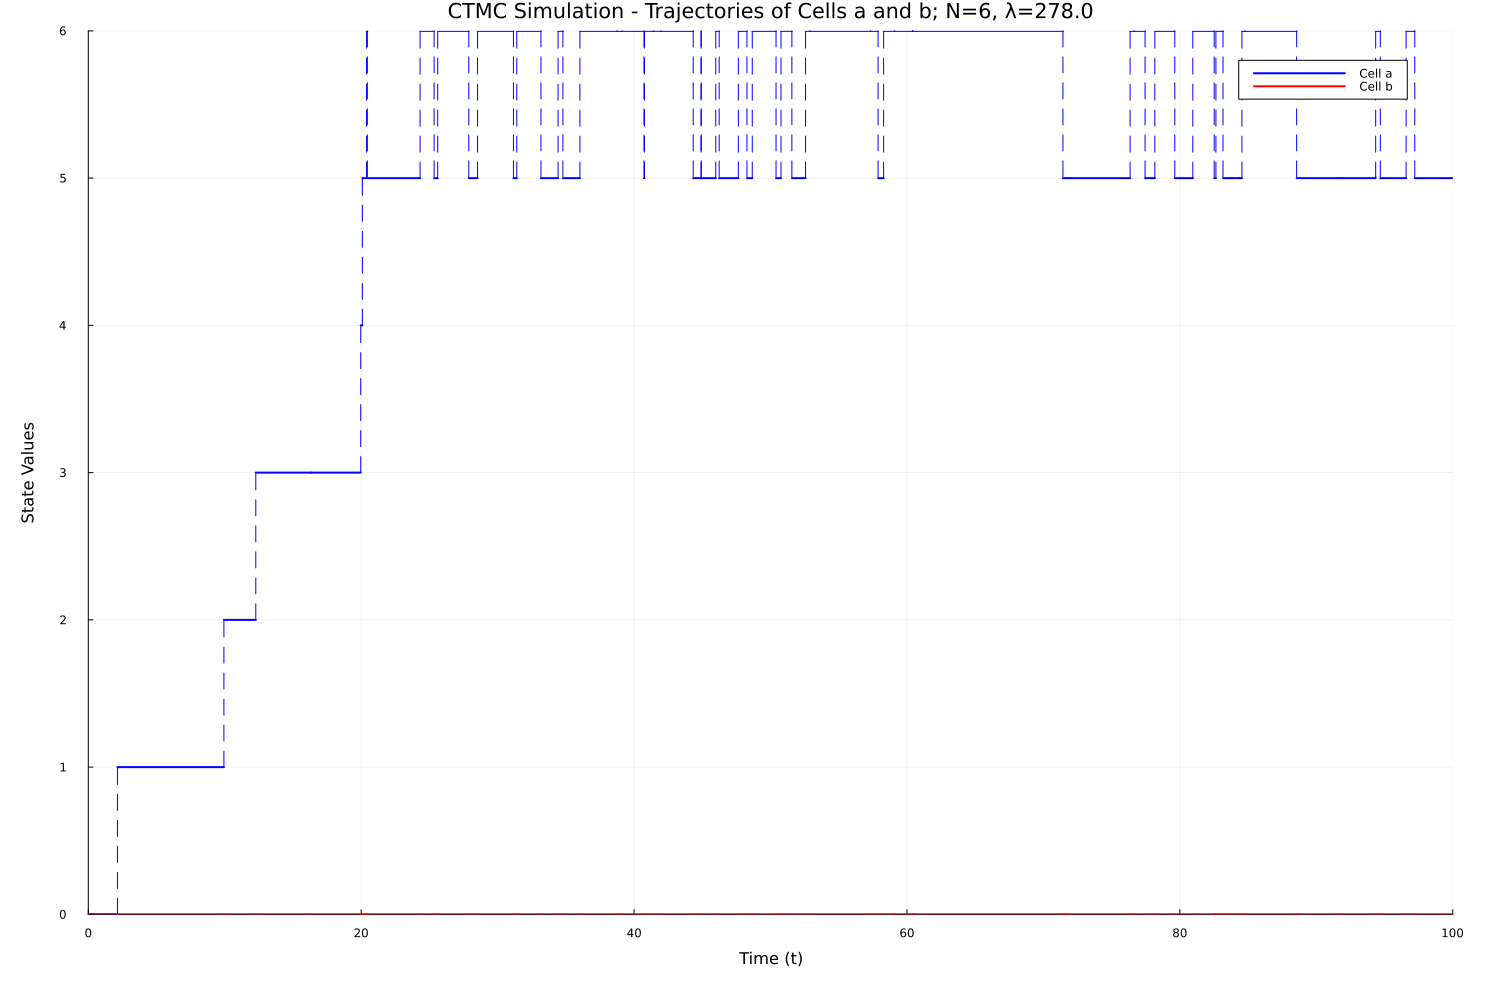 CTMC Simulation - Trajectories of Cells a and b; N=6, λ=278.0
6
Cell a
Cell b
5
4
State Values
3
2
1
0
0 20 40 60 80 100
Time (t)